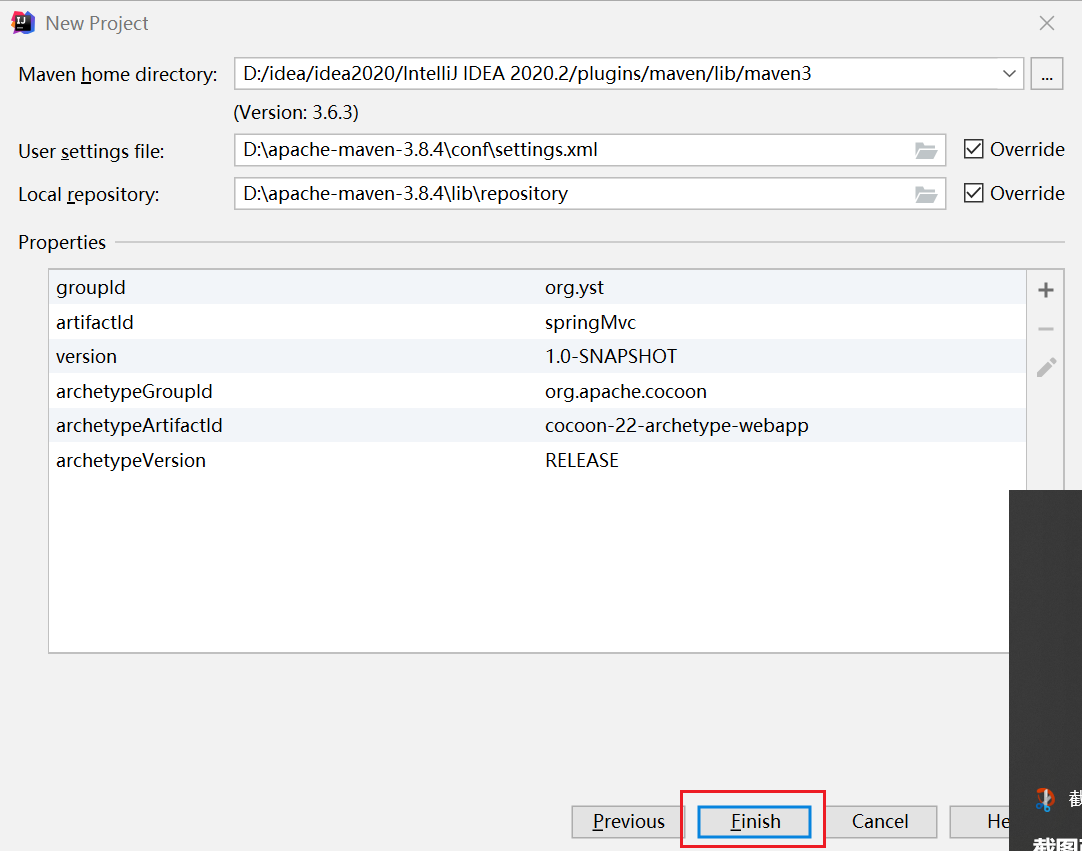 New Project
Maven home directory: D:/idea/idea2020/IntelliJ IDEA 2020.2/plugins/maven/lib/maven3 ...
(Version: 3.6.3)
User settings file: D:\apache-maven-3.8.4\conf\settings.xml Override
Local repository: D:\apache-maven-3.8.4\lib\repository Override
Properties
groupId org.yst
artifactId springMvc
version 1.0-SNAPSHOT
archetypeGroupId org.apache.cocoon
archetypeArtifactId cocoon-22-archetype-webapp
archetypeVersion RELEASE
截
Previous Finish Cancel He
截图